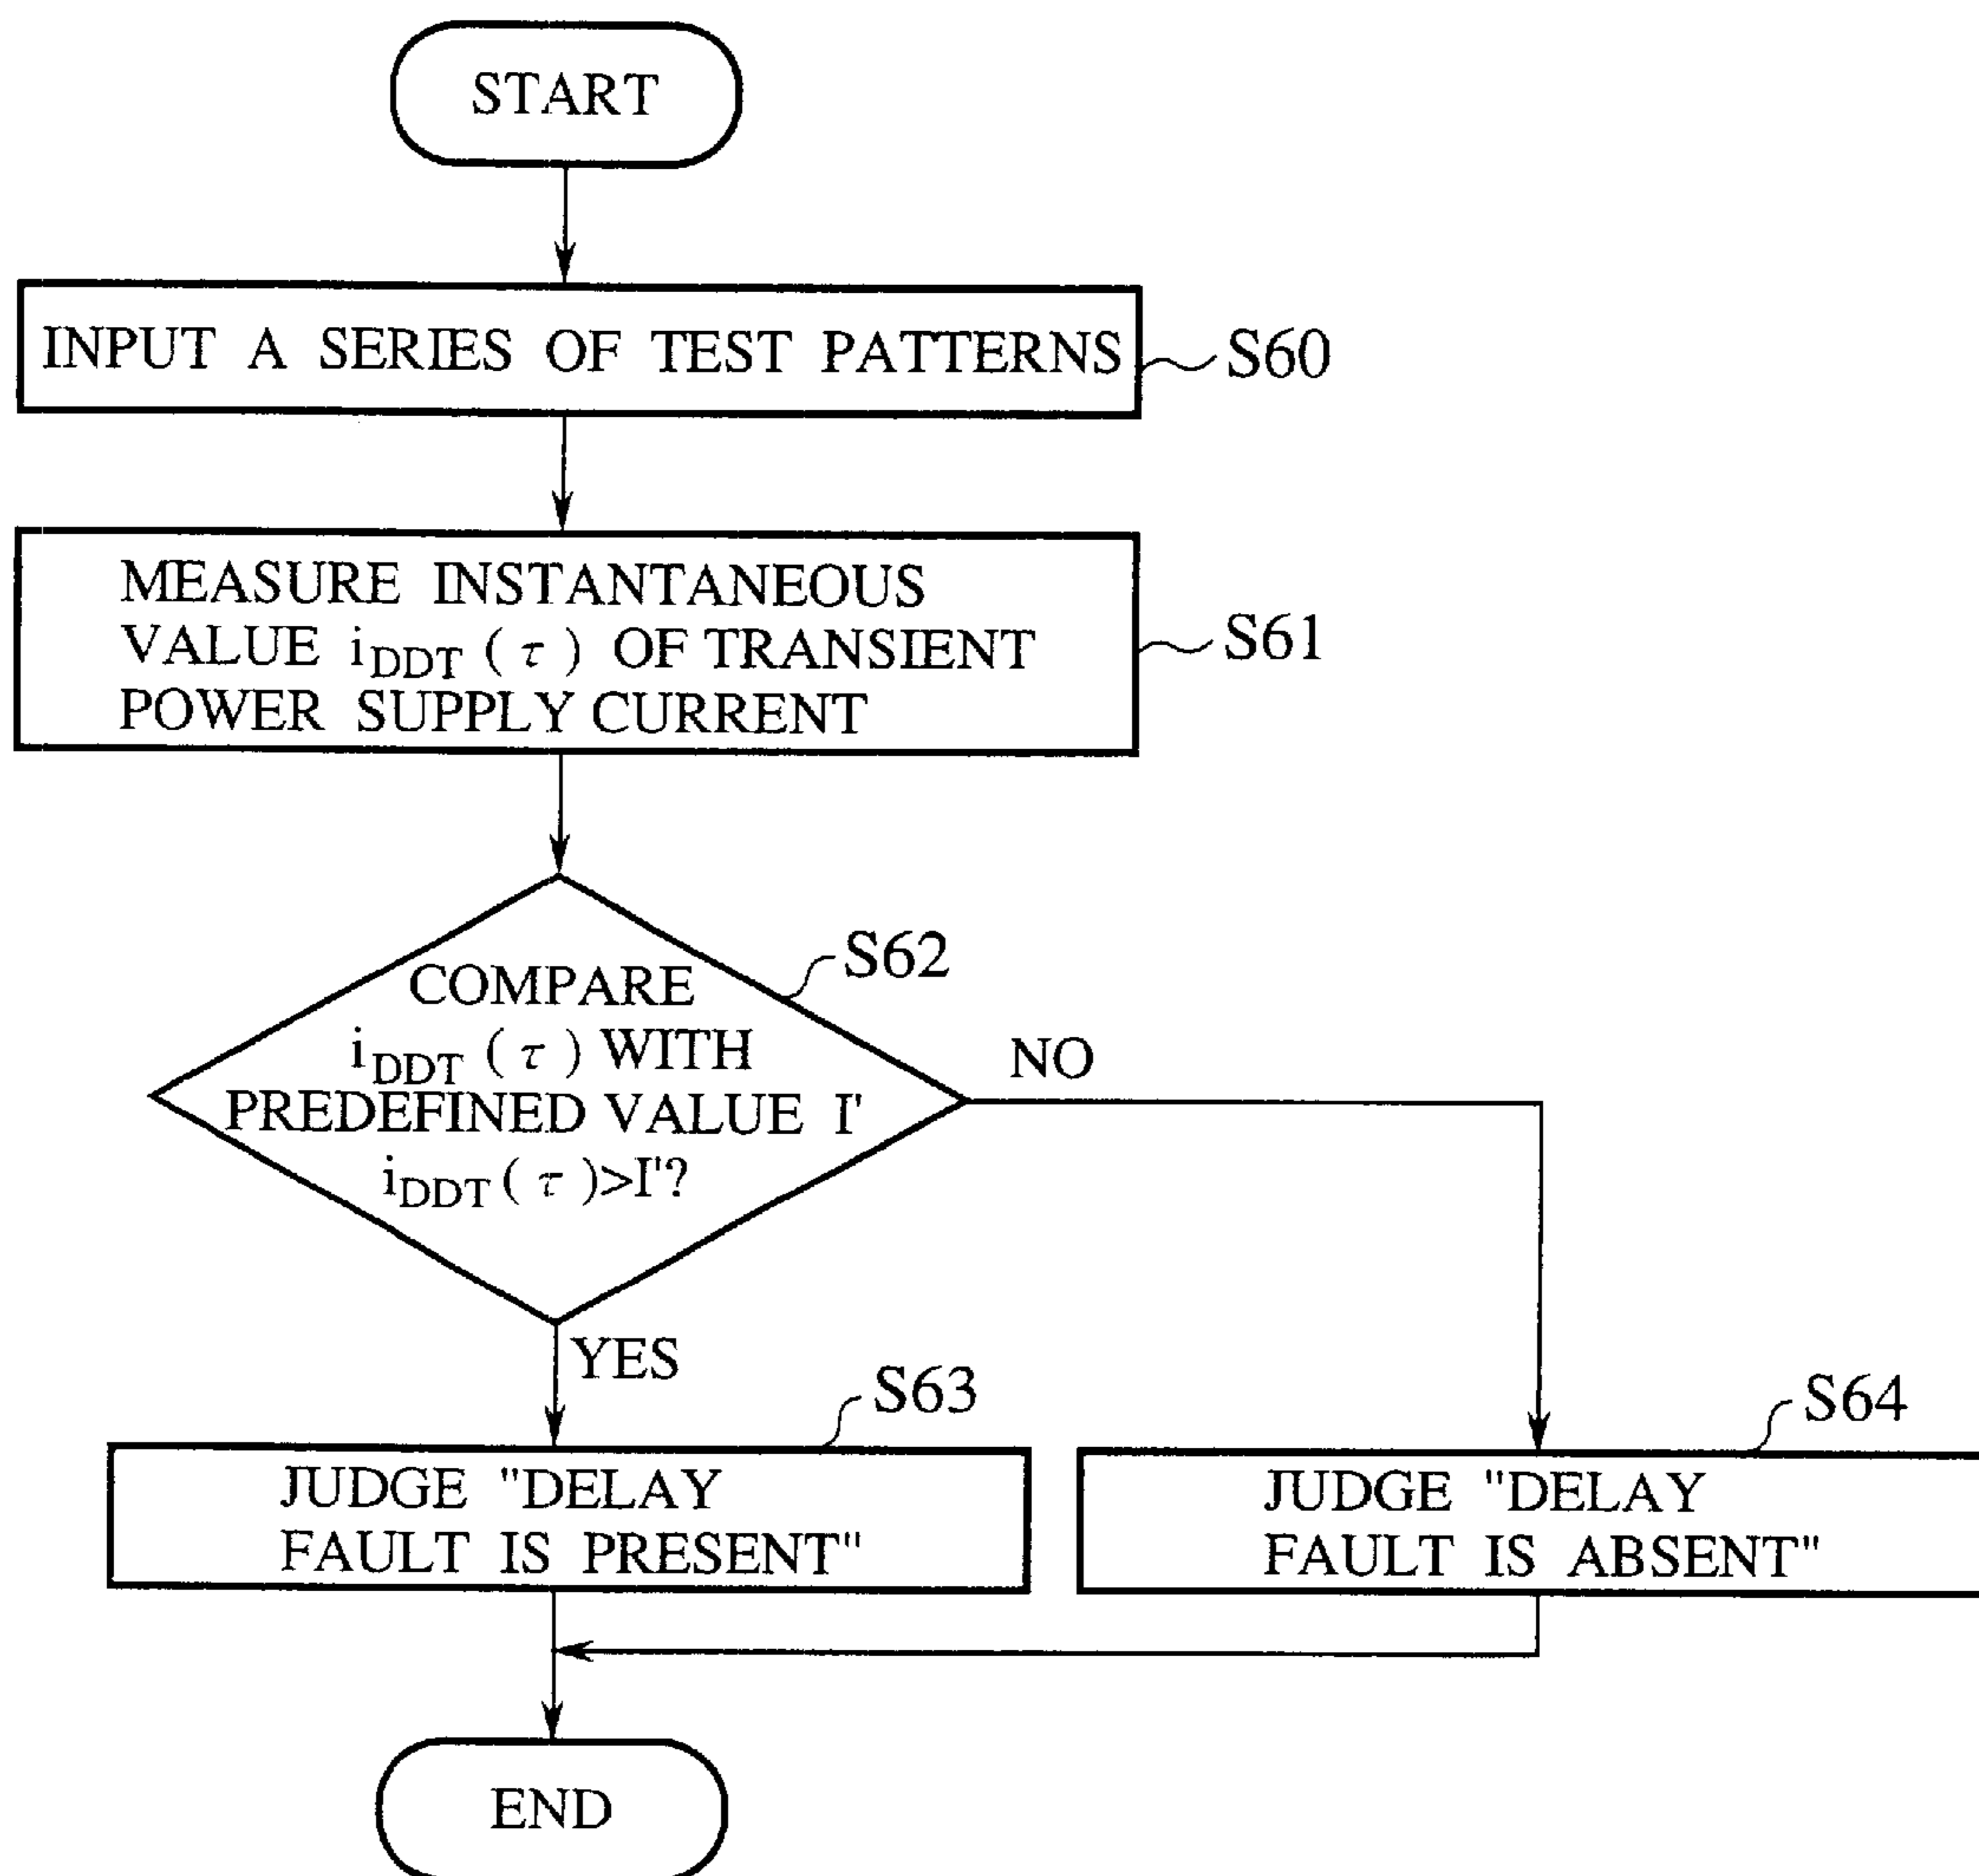 START
INPUT A SERIES OF TEST PATTERNS
S60
MEASURE INSTANTANEOUS
VALUE iDDT (τ) OF TRANSIENT
POWER SUPPLY CURRENT
S61
S62
COMPARE
iDDT (τ) WITH
PREDEFINED VALUE I'
iDDT (τ)>I'?
NO
YES
S63
JUDGE "DELAY
FAULT IS PRESENT"
S64
JUDGE "DELAY
FAULT IS ABSENT"
END